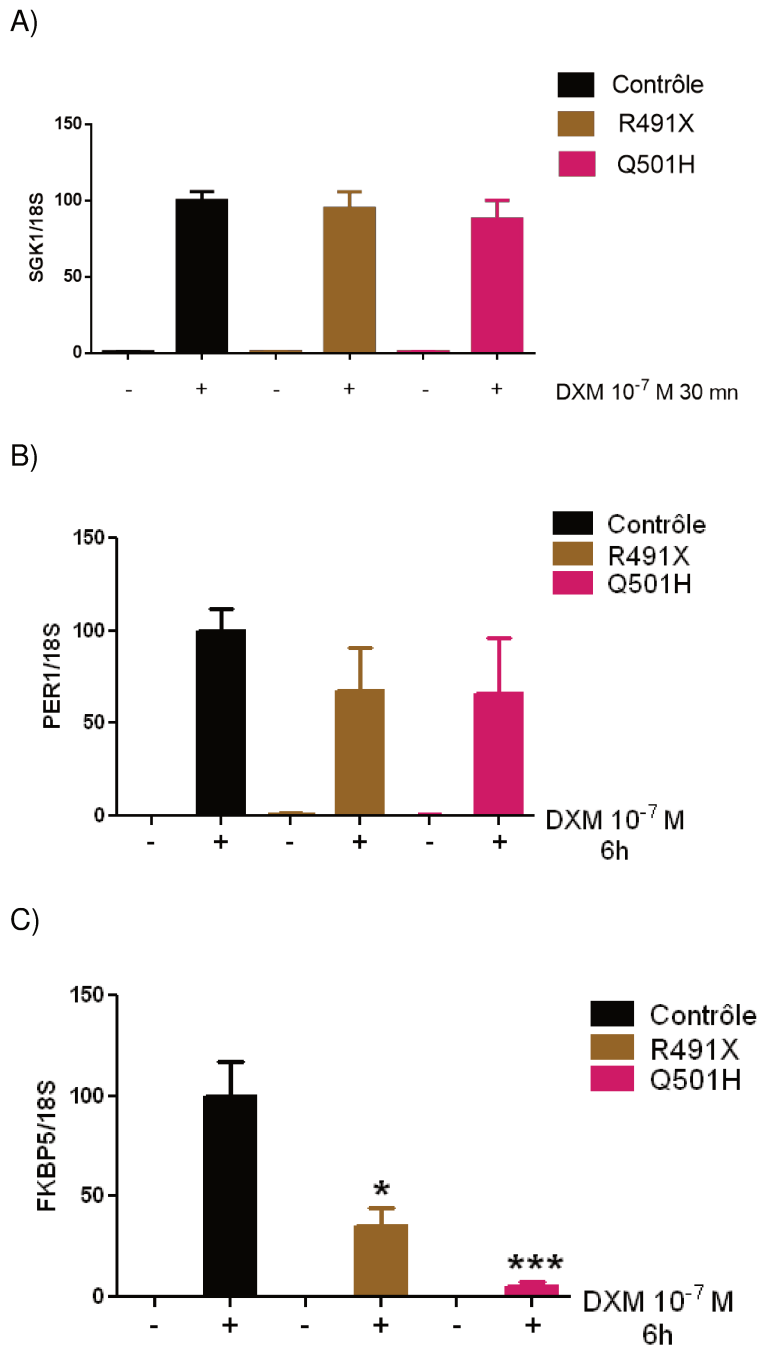 A)
Contrôle
R491X
Q501H
150
100
50
0
SGK1/18S
- + - + - +
DXM 10⁻⁷ M 30 mn
B)
Contrôle
R491X
Q501H
150
100
50
0
PER1/18S
- + - + - +
DXM 10⁻⁷ M
6h
C)
Contrôle
R491X
Q501H
150
100
50
0
FKBP5/18S
*
***
- + - + - +
DXM 10⁻⁷ M
6h